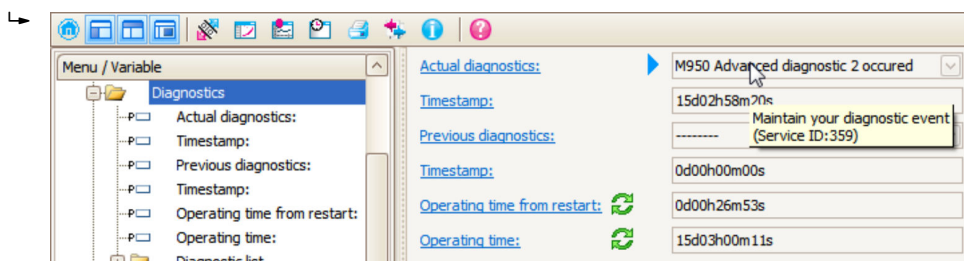 Menu / Variable
Diagnostics
Actual diagnostics:
Timestamp:
Previous diagnostics:
Timestamp:
Operating time from restart:
Operating time:
Diagnostic list
Actual diagnostics: M950 Advanced diagnostic 2 occured
Timestamp: 15d02h58m20s
Maintain your diagnostic event
(Service ID:359)
Previous diagnostics: --------
Timestamp: 0d00h00m00s
Operating time from restart: 0d00h26m53s
Operating time: 15d03h00m11s